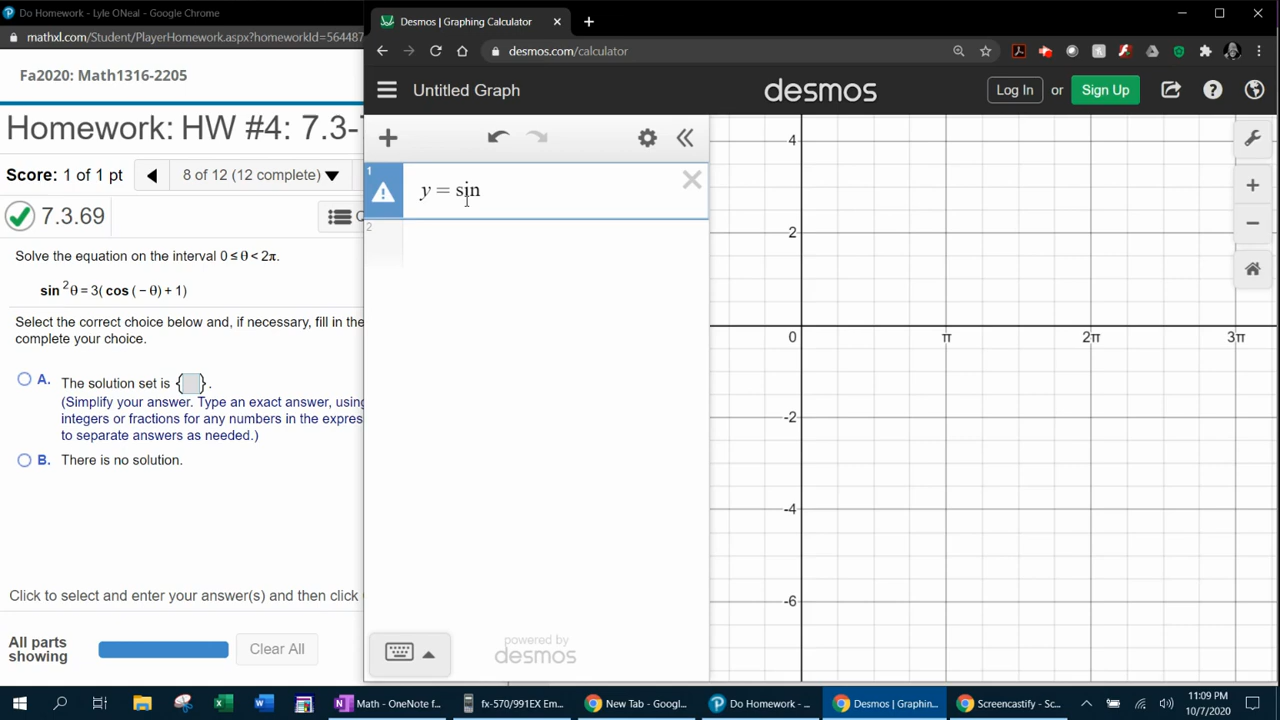 Do Homework - Lyle ONeal - Google Chrome
mathxl.com/Student/PlayerHomework.aspx?homeworkId=564487
Fa2020: Math1316-2205
Homework: HW #4: 7.3-7
Score: 1 of 1 pt
8 of 12 (12 complete)
7.3.69
Solve the equation on the interval 0 ≤ θ < 2π.
sin ²θ = 3( cos ( − θ) + 1)
Select the correct choice below and, if necessary, fill in the
complete your choice.
A. The solution set is { }.
(Simplify your answer. Type an exact answer, using
integers or fractions for any numbers in the expres
to separate answers as needed.)
B. There is no solution.
Click to select and enter your answer(s) and then click
All parts
showing
Clear All
Desmos | Graphing Calculator
desmos.com/calculator
Untitled Graph
desmos
Log In or Sign Up
1
y = sin
2
powered by
desmos
4
2
0 π 2π 3π
-2
-4
-6
Math - OneNote f...
fx-570/991EX Em...
New Tab - Googl...
Do Homework - ...
Desmos | Graphin...
Screencastify - Sc...
11:09 PM
10/7/2020